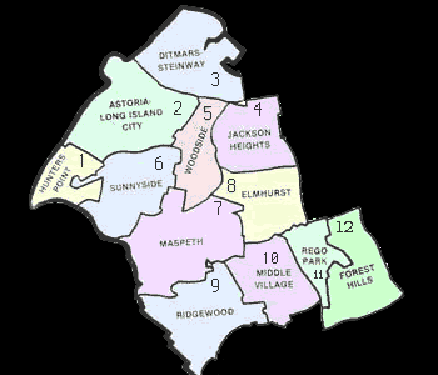 DITMARS-
STEINWAY
3
ASTORIA-
LONG ISLAND
CITY
2
5
WOODSIDE
4
JACKSON
HEIGHTS
1
HUNTERS
POINT
6
SUNNYSIDE
8
ELMHURST
7
MASPETH
12
REGO
PARK
11
FOREST
HILLS
10
MIDDLE
VILLAGE
9
RIDGEWOOD